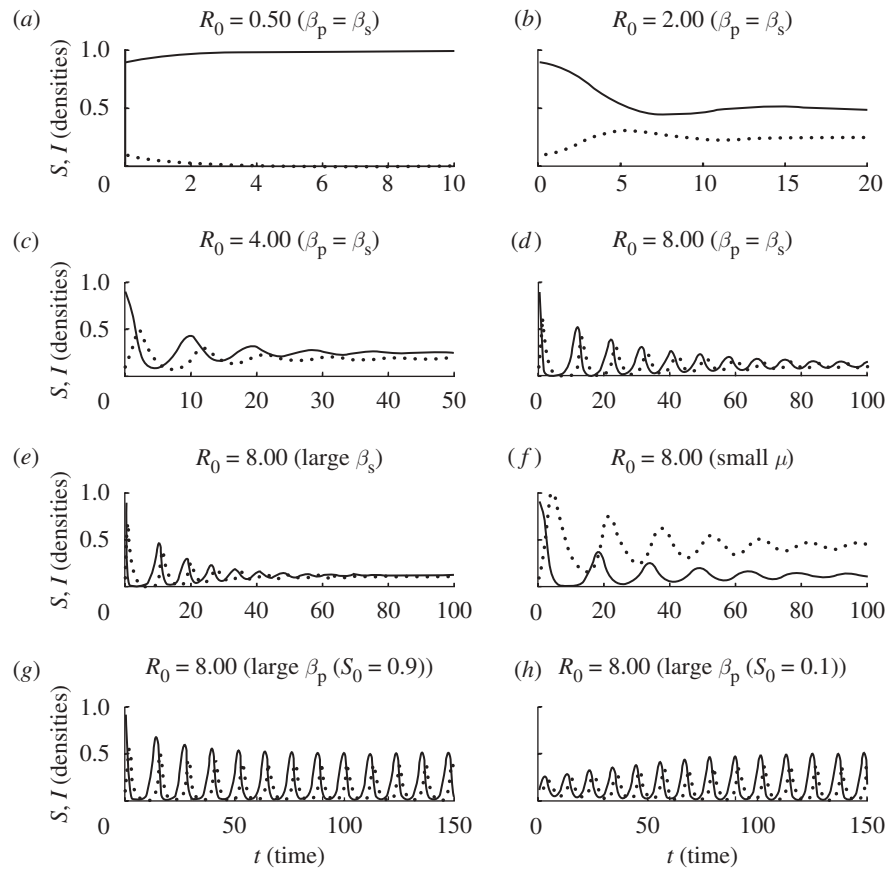 (a) R0 = 0.50 (βp = βs)
(b) R0 = 2.00 (βp = βs)
S, I (densities)
1.0
0.5
0
2 4 6 8 10
1.0
0.5
0 5 10 15 20
(c) R0 = 4.00 (βp = βs)
(d) R0 = 8.00 (βp = βs)
S, I (densities)
1.0
0.5
0 10 20 30 40 50
1.0
0.5
0 20 40 60 80 100
(e) R0 = 8.00 (large βs)
(f) R0 = 8.00 (small μ)
S, I (densities)
1.0
0.5
0 20 40 60 80 100
1.0
0.5
0 20 40 60 80 100
(g) R0 = 8.00 (large βp (S0 = 0.9))
(h) R0 = 8.00 (large βp (S0 = 0.1))
S, I (densities)
1.0
0.5
0 50 100 150
t (time)
1.0
0.5
0 50 100 150
t (time)